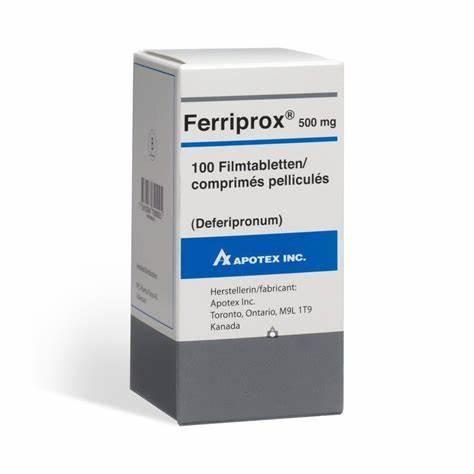 Ferriprox® 500 mg
100 Filmtabletten/
comprimés pelliculés
(Deferipronum)
APOTEX INC.
Herstellerin/fabricant:
Apotex Inc.
Toronto, Ontario, M9L 1T9
Kanada